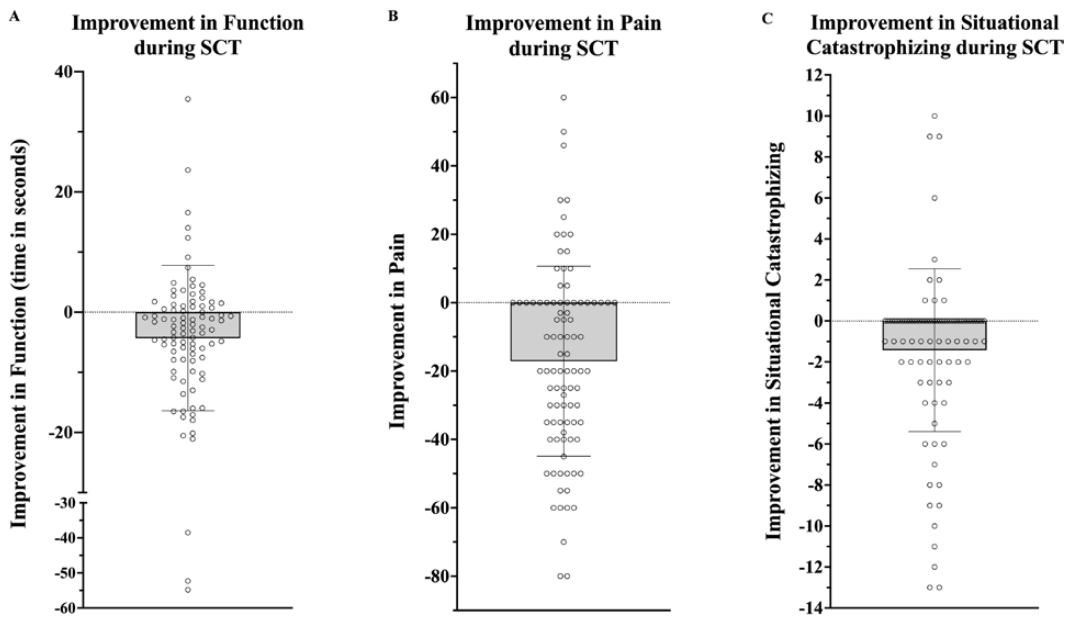 A
Improvement in Function
during SCT
Improvement in Function (time in seconds)
40
20
0
-20
-30
-40
-50
-60
B
Improvement in Pain
during SCT
Improvement in Pain
60
40
20
0
-20
-40
-60
-80
C
Improvement in Situational
Catastrophizing during SCT
Improvement in Situational Catastrophizing
12
10
8
6
4
2
0
-2
-4
-6
-8
-10
-12
-14